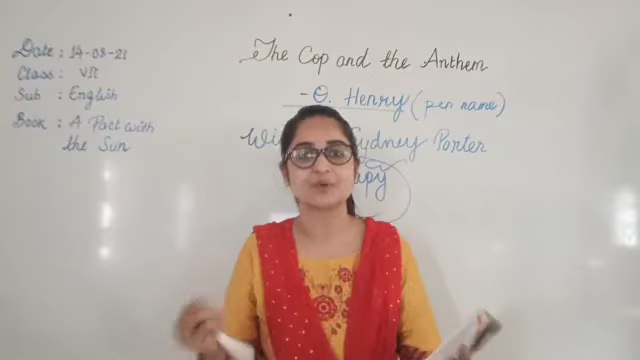 Date : 14-08-21
Class : VII
Sub : English
Book : A Pact with
the Sun
The Cop and the Anthem
- O. Henry (pen name)
Sydney Porter